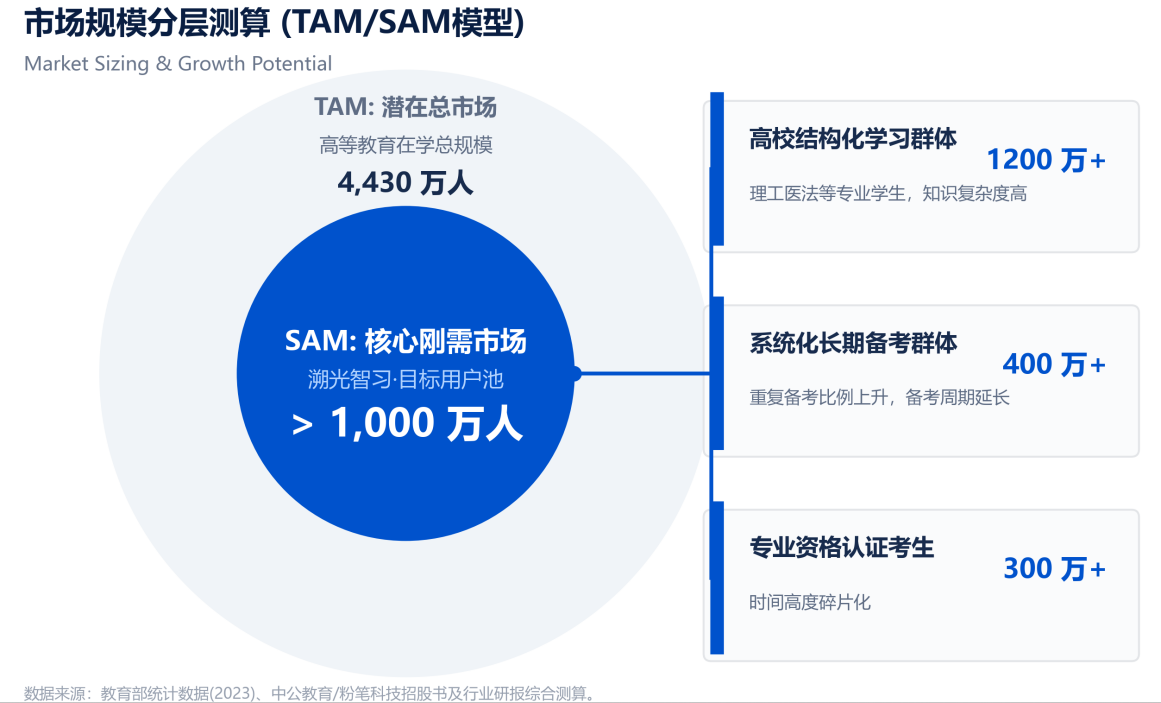 市场规模分层测算 (TAM/SAM模型)
Market Sizing & Growth Potential
TAM: 潜在总市场
高等教育在学总规模
4,430 万人
SAM: 核心刚需市场
溯光智习·目标用户池
> 1,000 万人
高校结构化学习群体
1200 万+
理工医法等专业学生，知识复杂度高
系统化长期备考群体
400 万+
重复备考比例上升，备考周期延长
专业资格认证考生
300 万+
时间高度碎片化
数据来源：教育部统计数据(2023)、中公教育/粉笔科技招股书及行业研报综合测算。